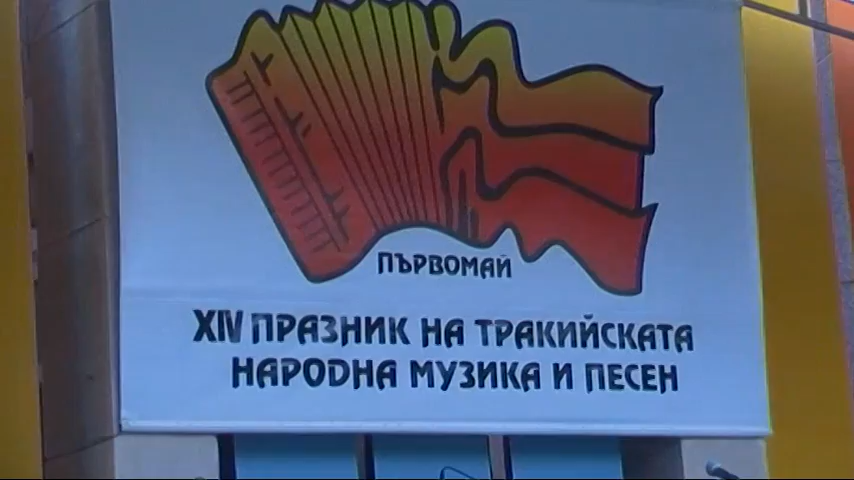 ПЪРВОМАЙ
XIV ПРАЗНИК НА ТРАКИЙСКАТА
НАРОДНА МУЗИКА И ПЕСЕН